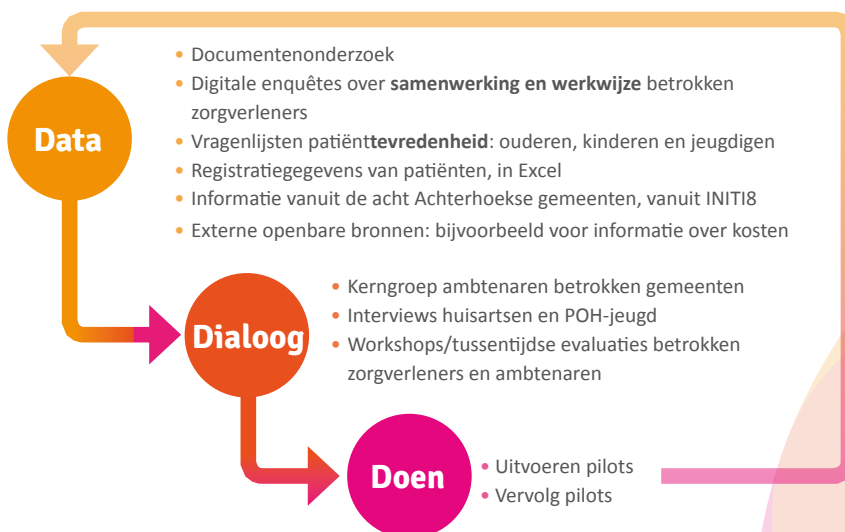 Data
• Documentenonderzoek
• Digitale enquêtes over samenwerking en werkwijze betrokken
zorgverleners
• Vragenlijsten patiënttevredenheid: ouderen, kinderen en jeugdigen
• Registratiegegevens van patiënten, in Excel
• Informatie vanuit de acht Achterhoekse gemeenten, vanuit INITI8
• Externe openbare bronnen: bijvoorbeeld voor informatie over kosten
Dialoog
• Kerngroep ambtenaren betrokken gemeenten
• Interviews huisartsen en POH-jeugd
• Workshops/tussentijdse evaluaties betrokken
zorgverleners en ambtenaren
Doen
• Uitvoeren pilots
• Vervolg pilots